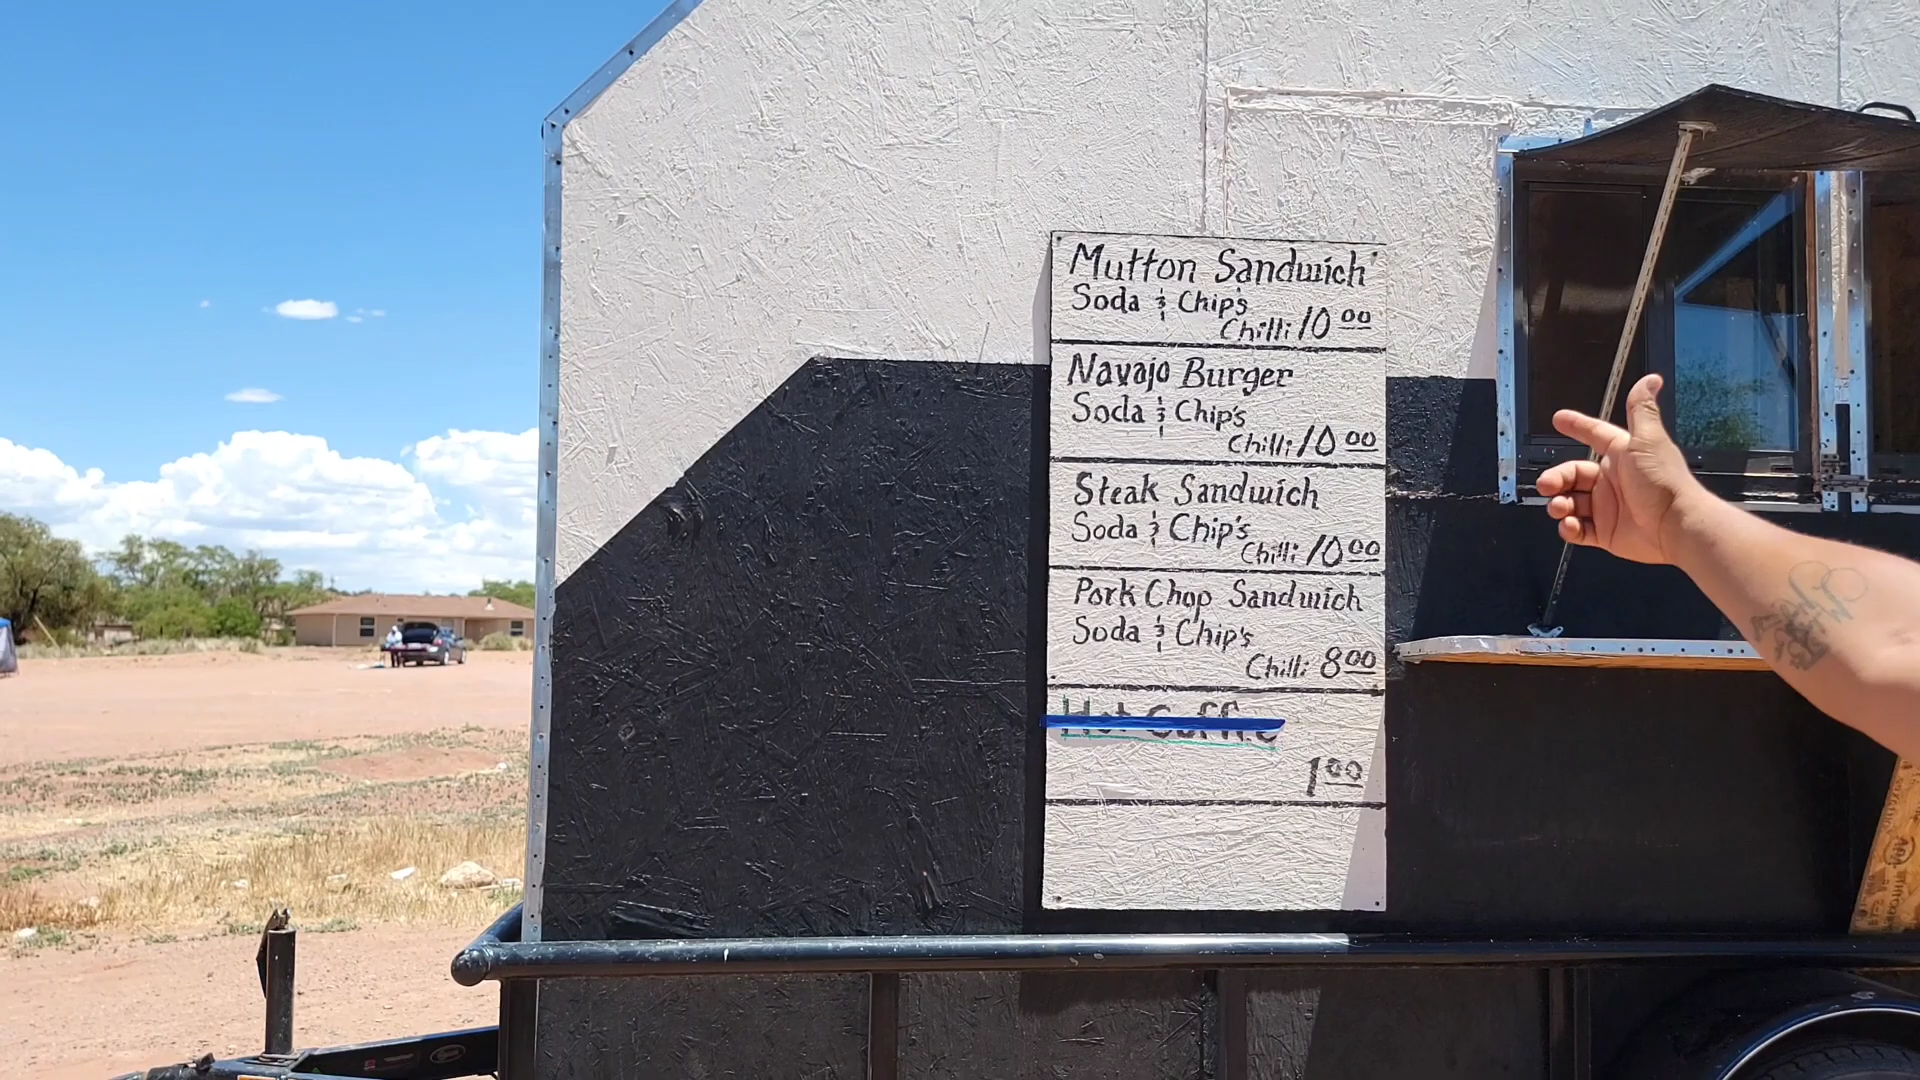 Mutton Sandwich
Soda & Chip's
Chilli 10 00
Navajo Burger
Soda & Chip's
Chilli 10 00
Steak Sandwich
Soda & Chip's
Chilli 10 00
Pork Chop Sandwich
Soda & Chip's
Chilli 8 00
1 00